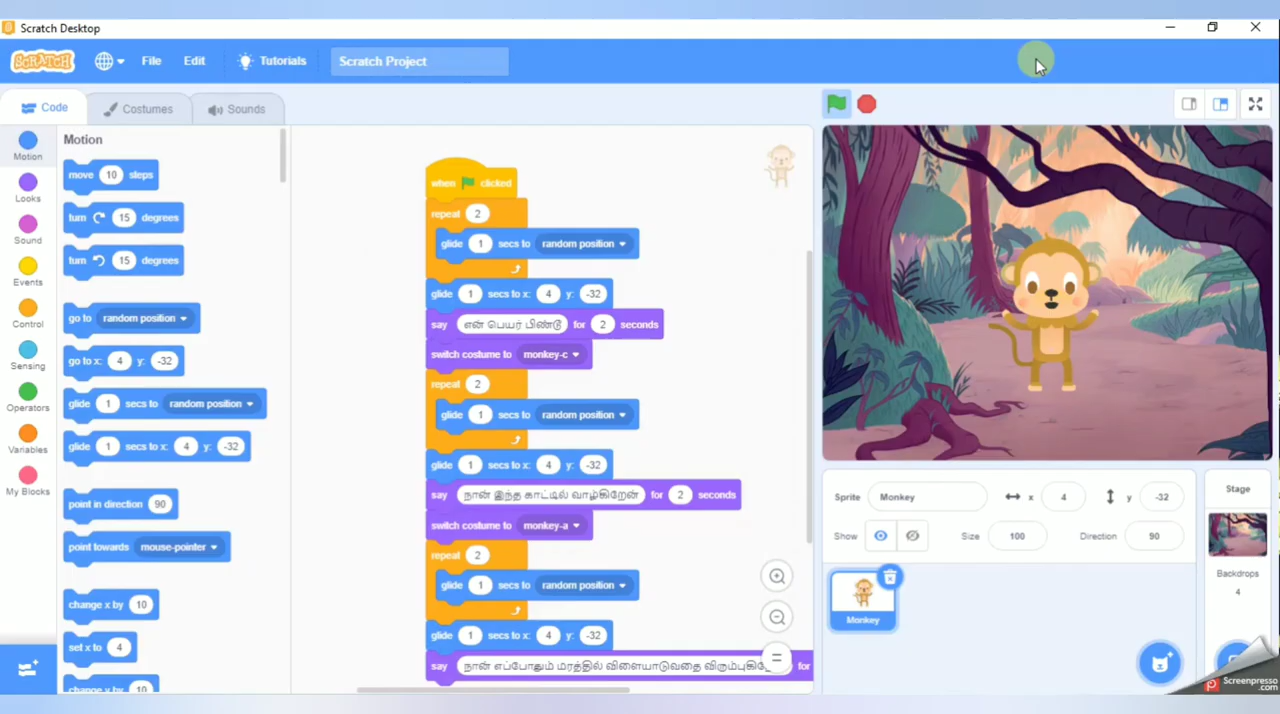 Scratch Desktop
SCRATCH File Edit Tutorials Scratch Project
Code Costumes Sounds
Motion
Looks
Sound
Events
Control
Sensing
Operators
Variables
My Blocks
Motion
move 10 steps
turn 15 degrees
turn 15 degrees
go to random position
go to x: 4 y: -32
glide 1 secs to random position
glide 1 secs to x: 4 y: -32
point in direction 90
point towards mouse-pointer
change x by 10
set x to 4
change y by 10
when clicked
repeat 2
glide 1 secs to random position
glide 1 secs to x: 4 y: -32
say என் பெயர் பிண்டூ for 2 seconds
switch costume to monkey-c
repeat 2
glide 1 secs to random position
glide 1 secs to x: 4 y: -32
say நான் இந்த காட்டில் வாழ்கிறேன் for 2 seconds
switch costume to monkey-a
repeat 2
glide 1 secs to random position
glide 1 secs to x: 4 y: -32
say நான் எப்போதும் மரத்தில் விளையாடுவதை for
Sprite Monkey x 4 y -32
Show Size 100 Direction 90
Monkey
Stage
Backdrops
4
Screenpresso
.com